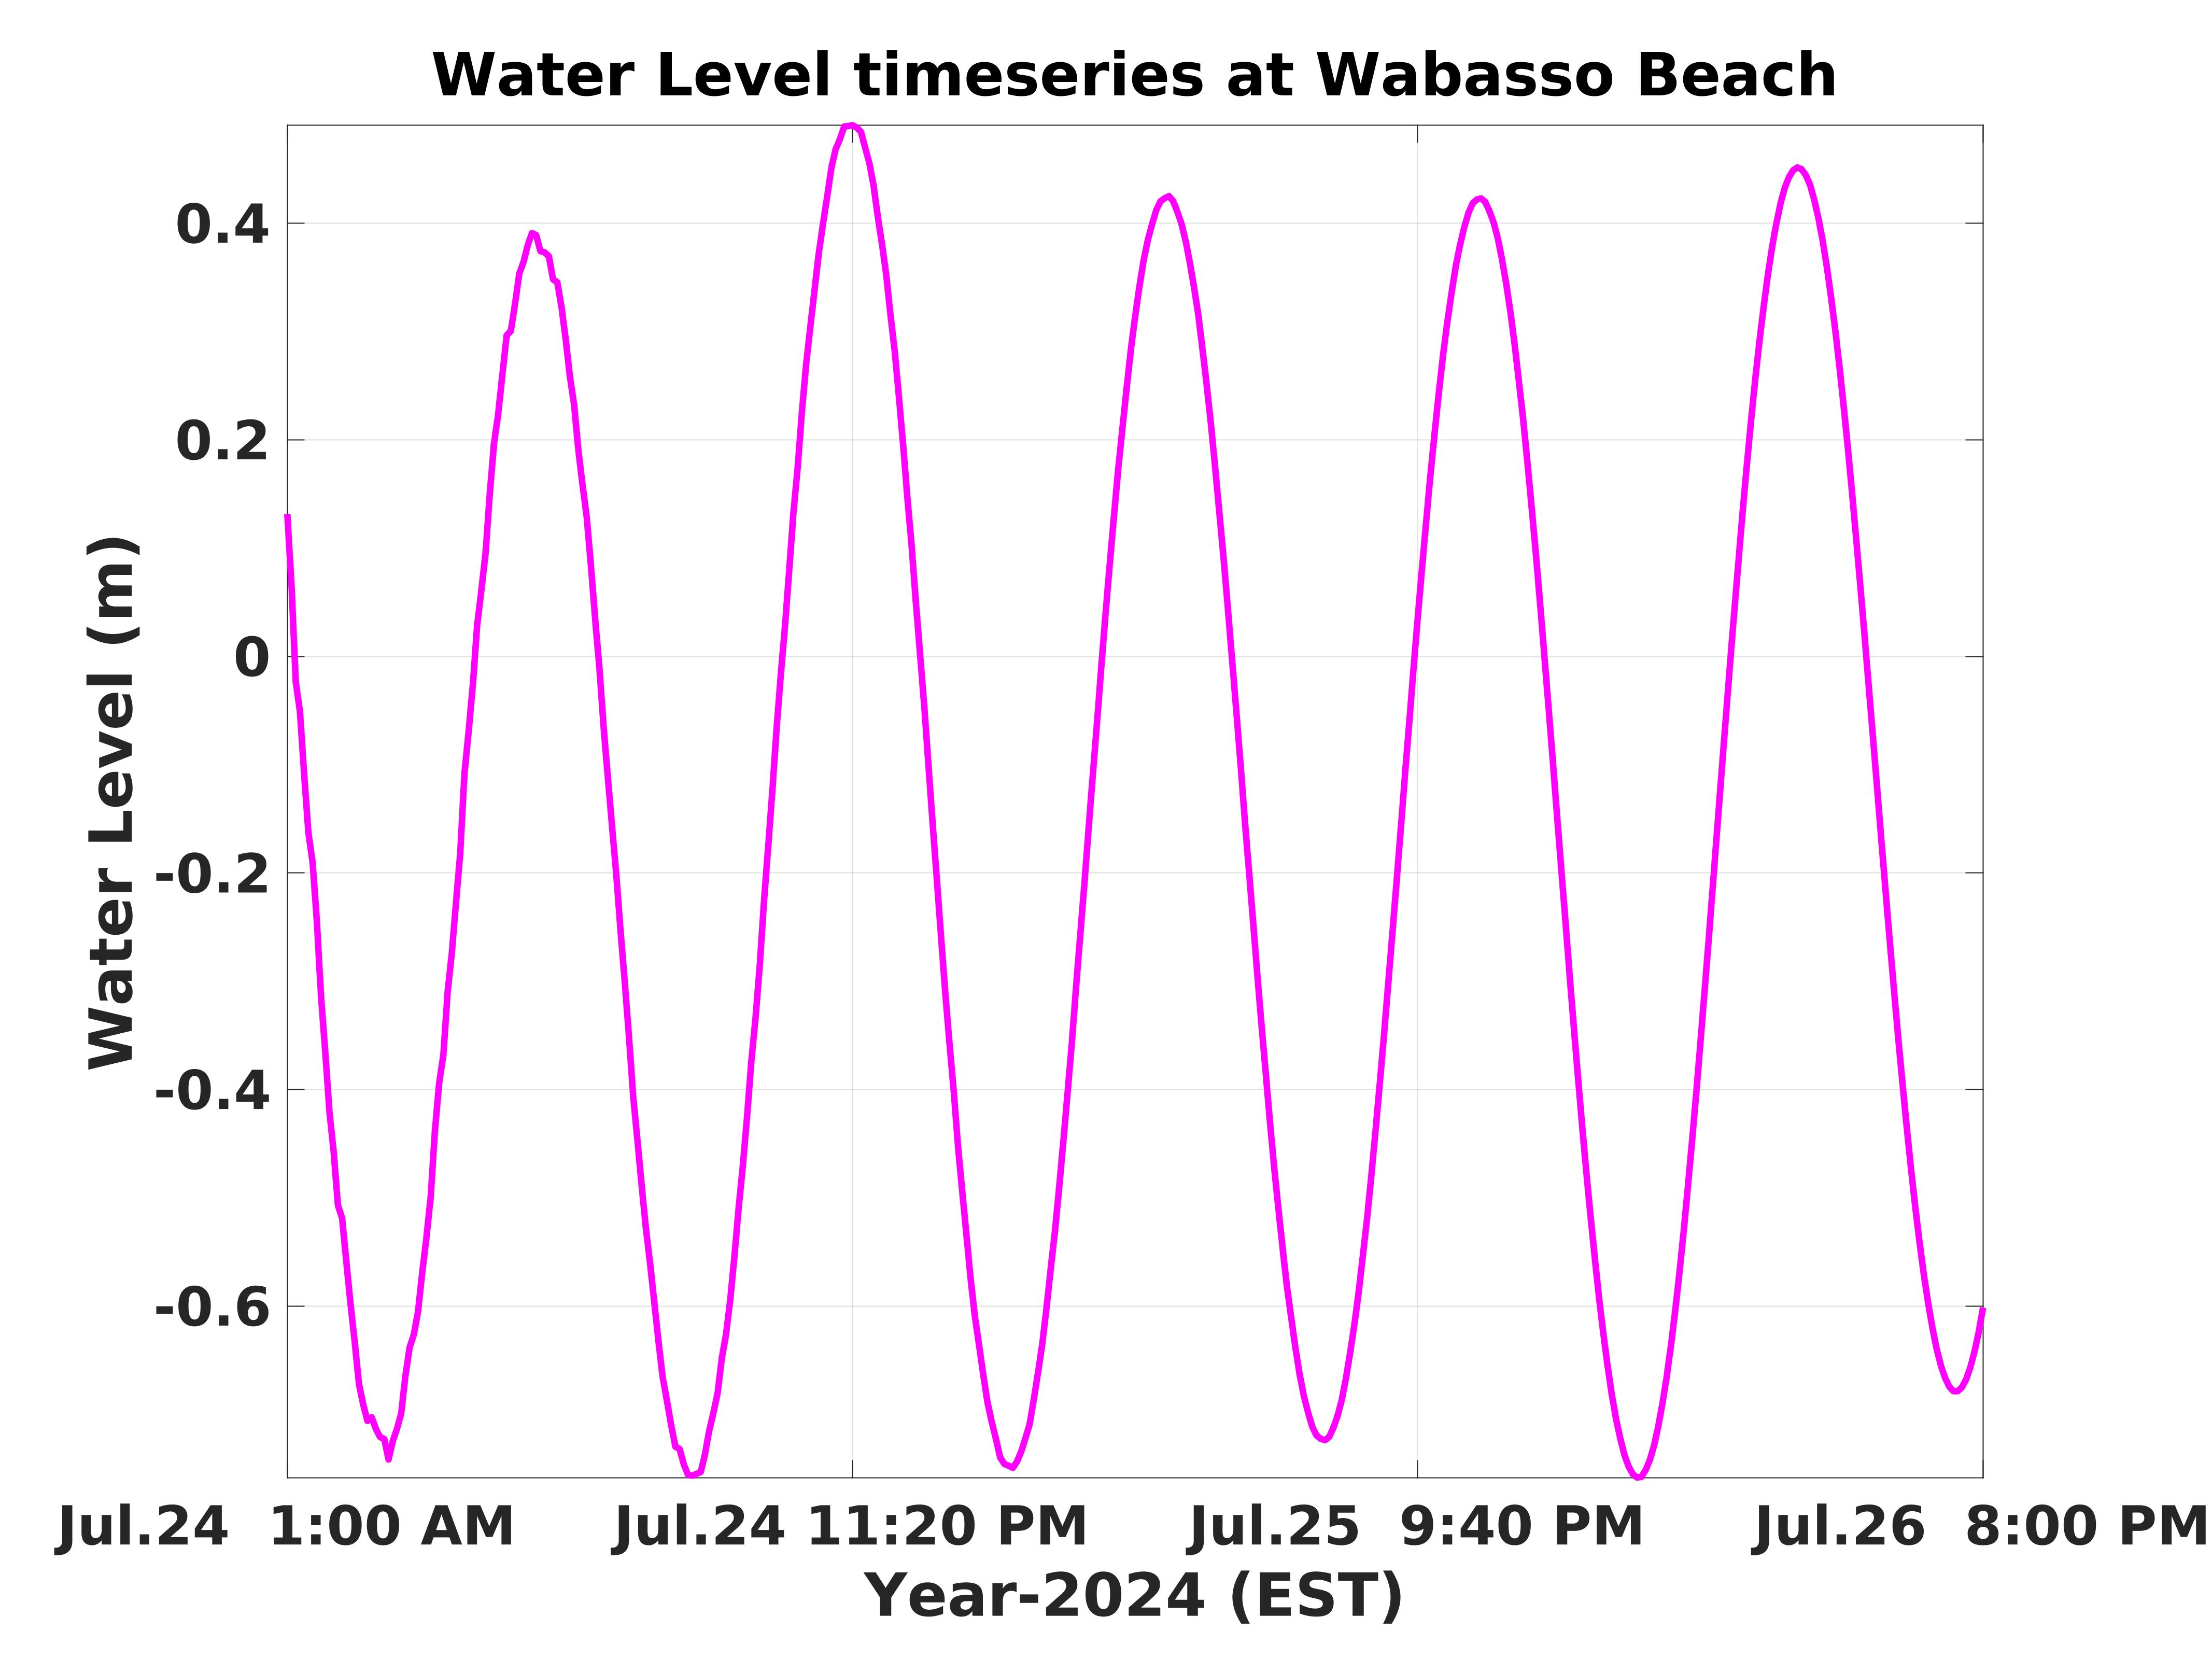 Water Level timeseries at Wabasso Beach
Water Level (m)
0.4
0.2
0
-0.2
-0.4
-0.6
Jul.24 1:00 AM
Jul.24 11:20 PM
Jul.25 9:40 PM
Jul.26 8:00 PM
Year-2024 (EST)